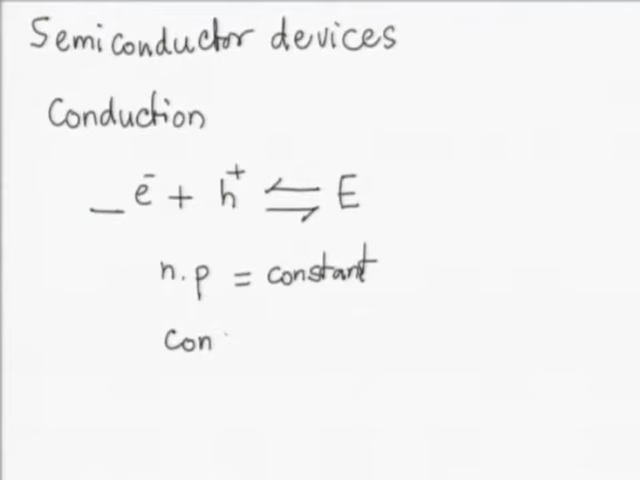 Semiconductor devices
Conduction
_ e⁻ + h⁺ ⇌ E
n.p = constant
con